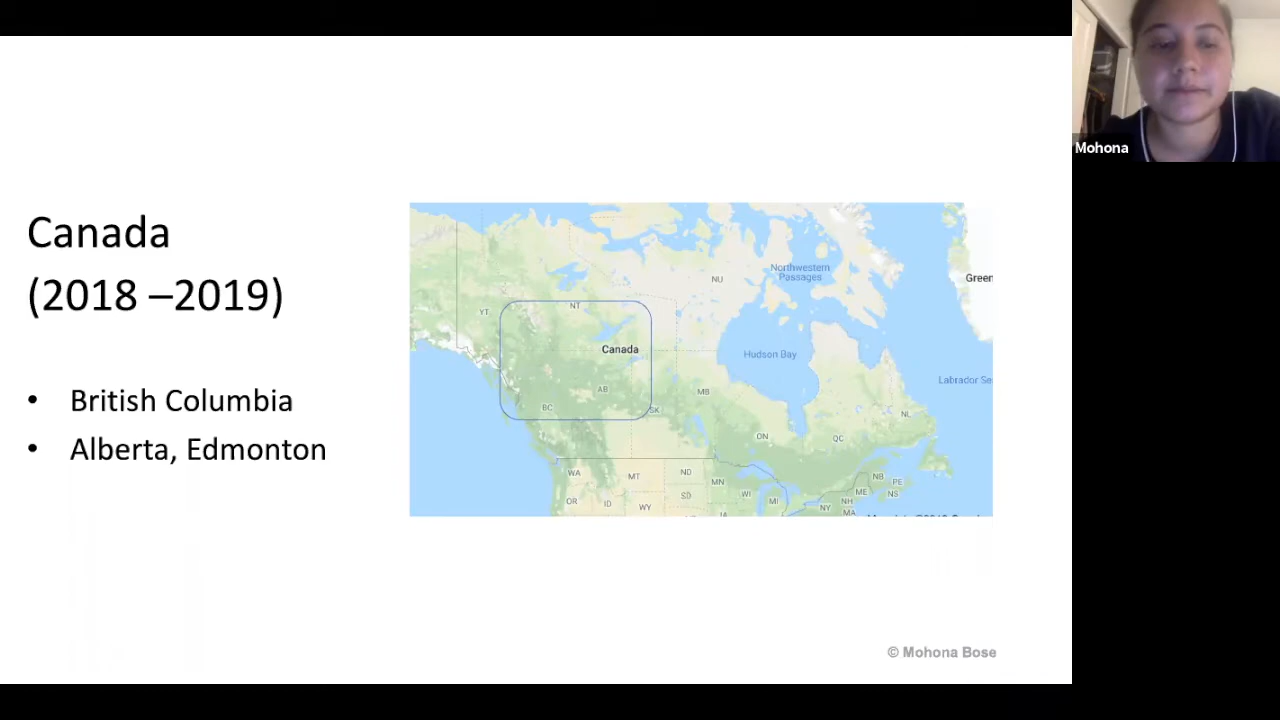 Mohona
Canada
(2018 –2019)
• British Columbia
• Alberta, Edmonton
Northwestern
Passages
NU
Green
YT
NT
Canada
Hudson Bay
Labrador Se
AB
MB
BC
SK
NL
ON
QC
WA
MT
ND
MN
NB
PE
OR
ID
WY
SD
WI
MI
ME
NS
NY
NH
MA
IA
© Mohona Bose